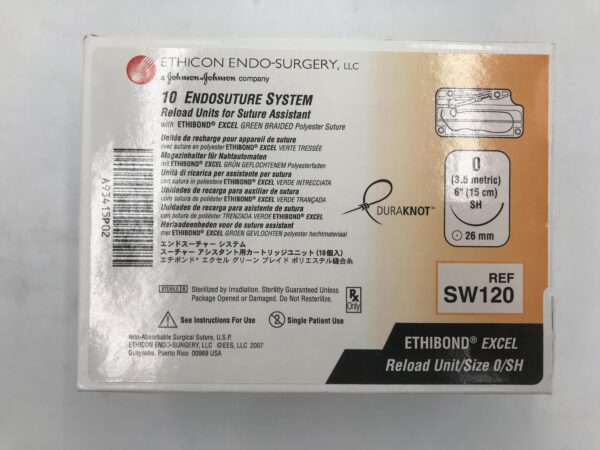 ETHICON ENDO-SURGERY, LLC
a Johnson & Johnson company
10 ENDOSUTURE SYSTEM
Reload Units for Suture Assistant
with ETHIBOND® EXCEL GREEN BRAIDED Polyester Suture
Unités de recharge pour appareil de suture
avec suture en polyester ETHIBOND® EXCEL VERTE TRESSÉE
Magazinhalter für Nahtautomaten
mit ETHIBOND® EXCEL GRÜN GEFLOCHTENEM Polyesterfaden
Unità di ricarica per assistente per sutura
con sutura in poliestere ETHIBOND® EXCEL VERDE INTRECCIATA
Unidades de recarga para auxiliar de sutura
com sutura de poliéster ETHIBOND® EXCEL VERDE TRANÇADA
Unidades de recarga para asistente de sutura
con sutura de poliéster TRENZADA VERDE ETHIBOND® EXCEL
Herlaadeenheden voor de suture assistant
met ETHIBOND® EXCEL GROEN GEVLOCHTEN polyester hechtmateriaal
エンドスーチャー システム
スーチャー アシスタント用カートリッジユニット(10個入)
エチボンド* エクセル グリーン ブレイド ポリエステル縫合糸
A93415P02
DURAKNOT™
0
(3.5 metric)
6" (15 cm)
SH
26 mm
REF
SW120
STERILE R
Sterilized by Irradiation. Sterility Guaranteed Unless
Package Opened or Damaged. Do Not Resterilize.
Rx
Only
See Instructions For Use
2
Single Patient Use
Non-Absorbable Surgical Suture, U.S.P.
ETHICON ENDO-SURGERY, LLC ©EES, LLC 2007
Guaynabo, Puerto Rico 00969 USA
ETHIBOND® EXCEL
Reload Unit/Size 0/SH